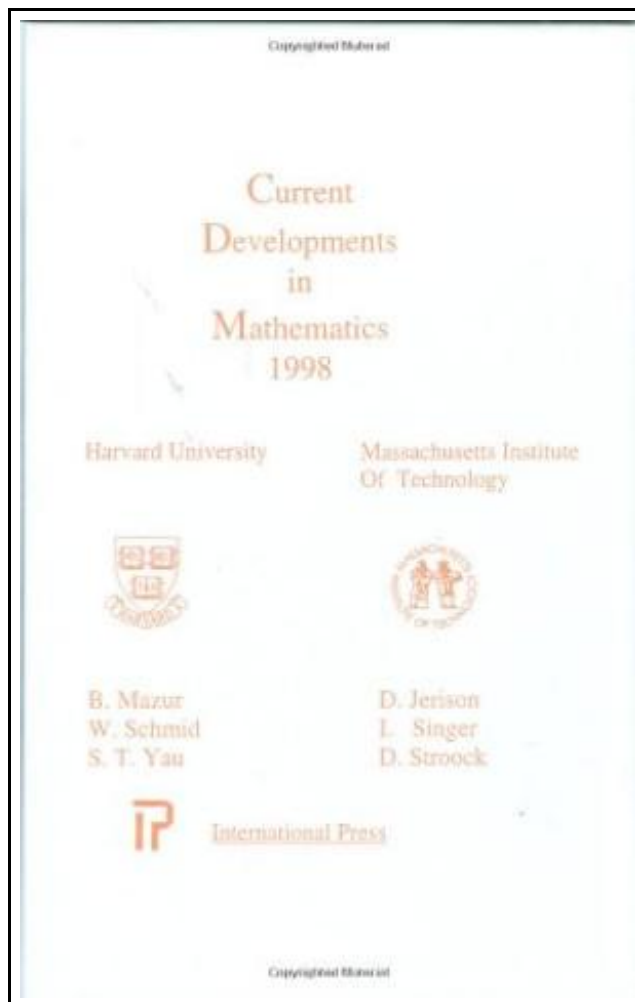 Copyrighted Material
Current
Developments
in
Mathematics
1998
Harvard University
Massachusetts Institute
Of Technology
B. Mazur
W. Schmid
S. T. Yau
D. Jerison
I. Singer
D. Stroock
International Press
Copyrighted Material